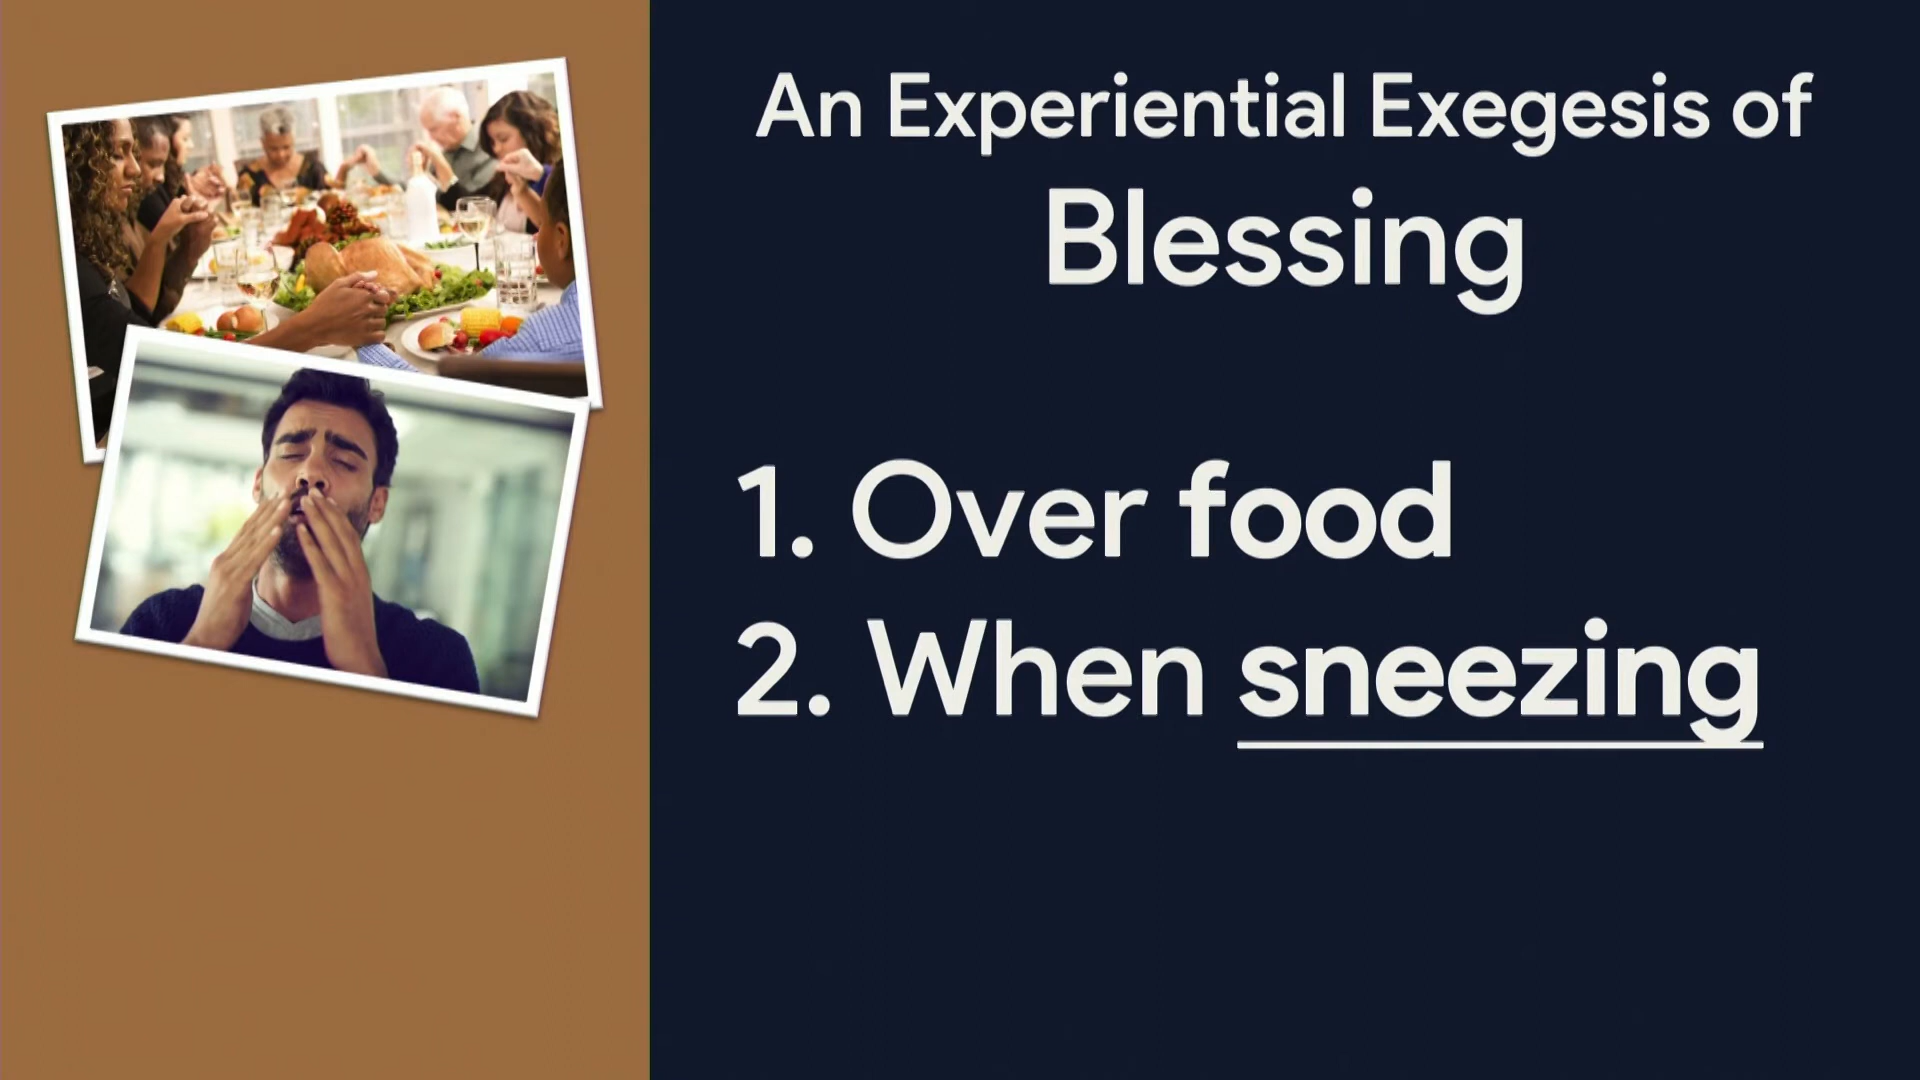 An Experiential Exegesis of
Blessing
1. Over food
2. When sneezing